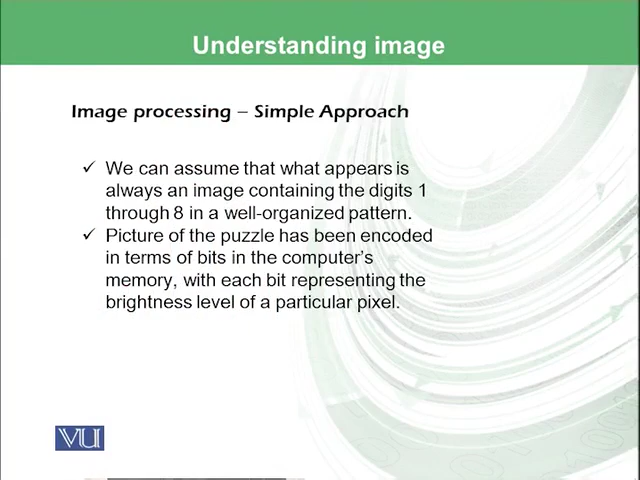 Understanding image
Image processing – Simple Approach
✓ We can assume that what appears is
always an image containing the digits 1
through 8 in a well-organized pattern.
✓ Picture of the puzzle has been encoded
in terms of bits in the computer's
memory, with each bit representing the
brightness level of a particular pixel.
VU